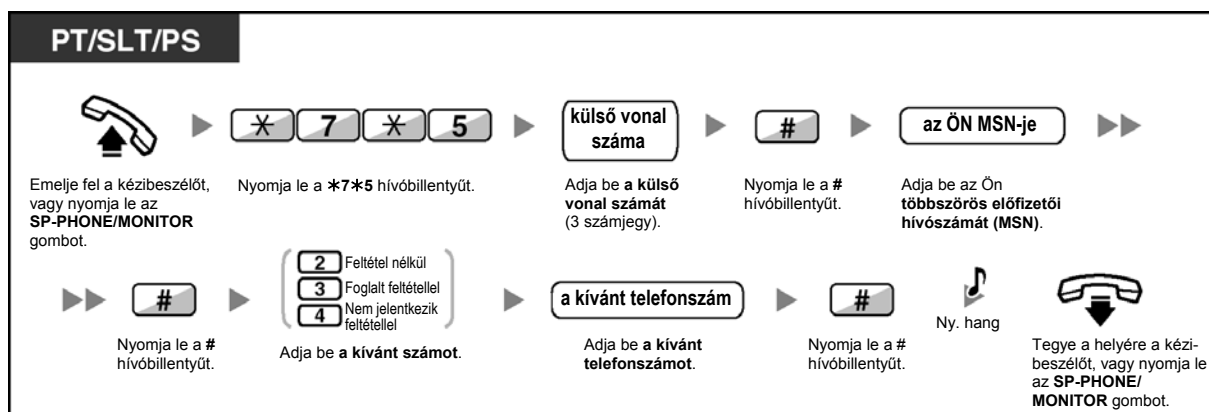 PT/SLT/PS
* 7 * 5
külső vonal
száma
#
az ÖN MSN-je
Emelje fel a kézibeszélőt,
vagy nyomja le az
SP-PHONE/MONITOR
gombot.
Nyomja le a *7*5 hívóbillentyűt.
Adja be a külső
vonal számát
(3 számjegy).
Nyomja le a #
hívóbillentyűt.
Adja be az Ön
többszörös előfizetői
hívószámát (MSN).
#
Nyomja le a #
hívóbillentyűt.
2 Feltétel nélkül
3 Foglalt feltétellel
4 Nem jelentkezik
feltétellel
Adja be a kívánt számot.
a kívánt telefonszám
Adja be a kívánt
telefonszámot.
#
Nyomja le a #
hívóbillentyűt.
Ny. hang
Tegye a helyére a kézi-
beszélőt, vagy nyomja le
az SP-PHONE/
MONITOR gombot.